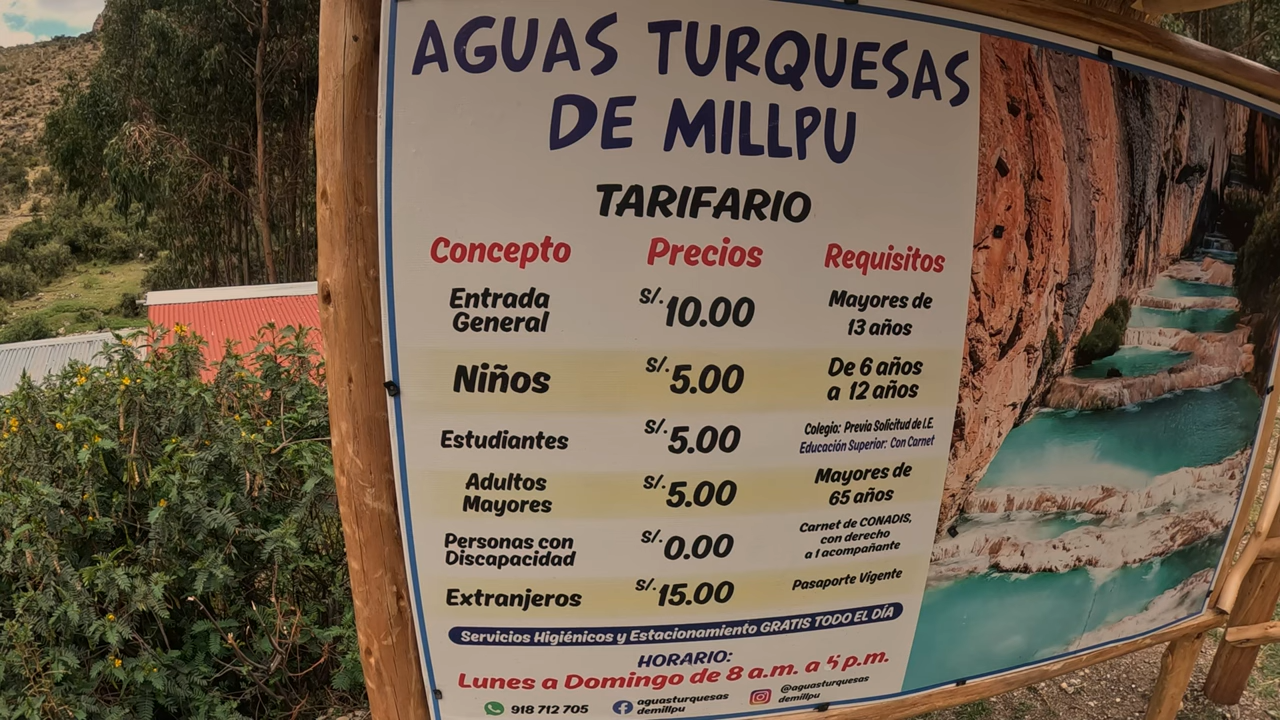 AGUAS TURQUESAS
DE MILLPU
TARIFARIO
Concepto Precios Requisitos
Entrada General S/. 10.00 Mayores de 13 años
Niños S/. 5.00 De 6 años a 12 años
Estudiantes S/. 5.00 Colegio: Previa Solicitud de I.E.
Educación Superior: Con Carnet
Adultos Mayores S/. 5.00 Mayores de 65 años
Personas con Discapacidad S/. 0.00 Carnet de CONADIS, con derecho a 1 acompañante
Extranjeros S/. 15.00 Pasaporte Vigente
Servicios Higiénicos y Estacionamiento GRATIS TODO EL DÍA
HORARIO:
Lunes a Domingo de 8 a.m. a 5 p.m.
918 712 705 aguasturquesas demillpu @aguasturquesas demillpu